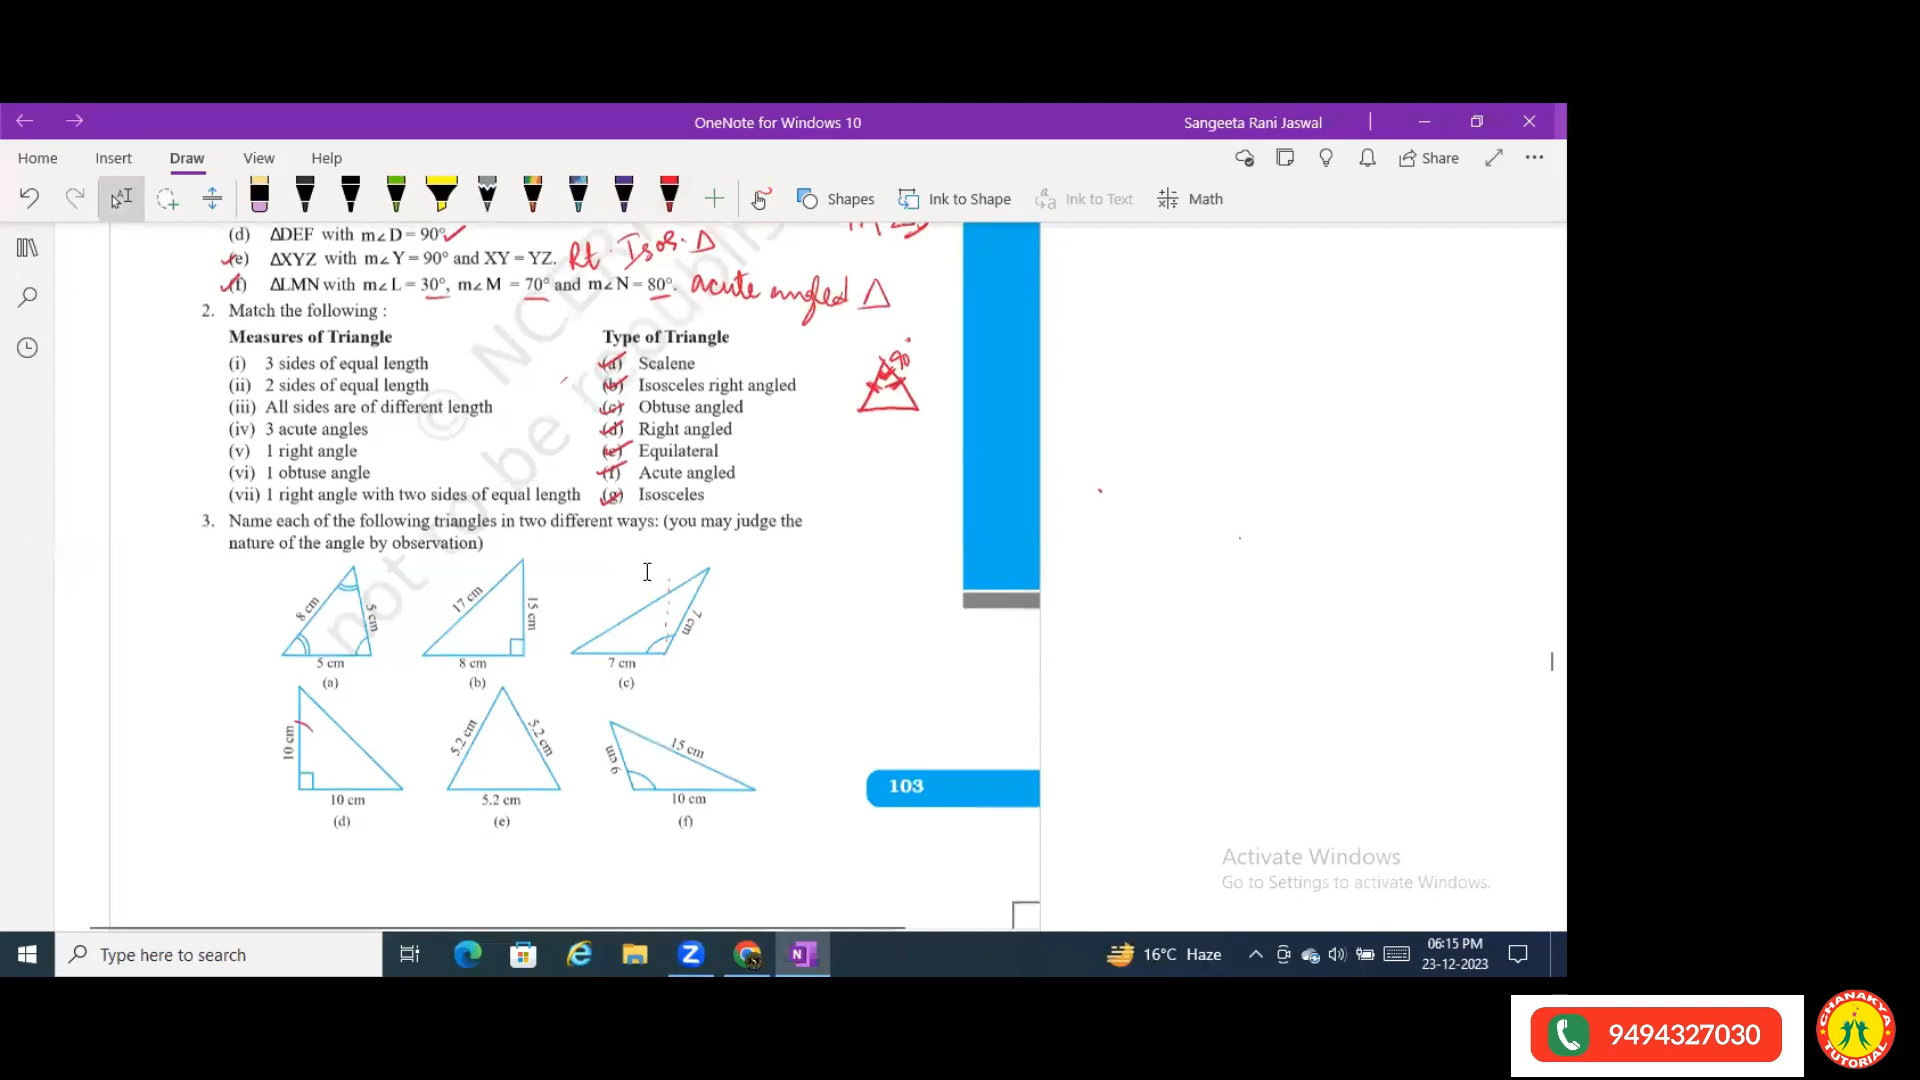 OneNote for Windows 10
Sangeeta Rani Jaswal
Home Insert Draw View Help
Share
Shapes Ink to Shape Ink to Text Math
(d) ΔDEF with m∠D = 90°
(e) ΔXYZ with m∠Y = 90° and XY = YZ. Rt. Isos. Δ
(f) ΔLMN with m∠L = 30°, m∠M = 70° and m∠N = 80°. acute angled Δ
2. Match the following :
Measures of Triangle Type of Triangle
(i) 3 sides of equal length (a) Scalene
(ii) 2 sides of equal length (b) Isosceles right angled
(iii) All sides are of different length (c) Obtuse angled
(iv) 3 acute angles (d) Right angled
(v) 1 right angle (e) Equilateral
(vi) 1 obtuse angle (f) Acute angled
(vii) 1 right angle with two sides of equal length (g) Isosceles
90°
3. Name each of the following triangles in two different ways: (you may judge the
nature of the angle by observation)
8 cm 5 cm 17 cm 15 cm 7 cm
5 cm 8 cm 7 cm
(a) (b) (c)
10 cm 5.2 cm 5.2 cm 9 cm 15 cm
10 cm 5.2 cm 10 cm
(d) (e) (f)
103
© NCERT
not to be republis
Activate Windows
Go to Settings to activate Windows.
Type here to search
16°C Haze
06:15 PM
23-12-2023
9494327030
CHANAKYA
TUTORIAL